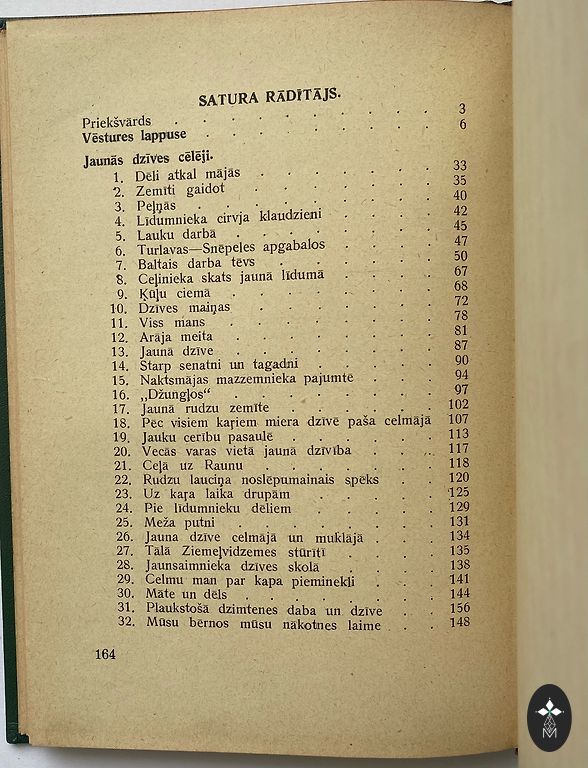 SATURA RĀDĪTĀJS.
Priekšvārds . . . . . . . . . 3
Vēstures lappuse . . . . . . . . 6
Jaunās dzīves cēlēji.
1. Dēli atkal mājās . . . . . . 33
2. Zemīti gaidot . . . . . . 35
3. Peļņās . . . . . . . 40
4. Līdumnieka cirvja klaudzieni . . . . 42
5. Lauku darbā . . . . . . 45
6. Turlavas—Snēpeles apgabalos . . . . 47
7. Baltais darba tēvs . . . . . 50
8. Ceļinieka skats jaunā līdumā . . . . 67
9. Ķūļu ciemā . . . . . . 68
10. Dzīves maiņas . . . . . . 72
11. Viss mans . . . . . . 78
12. Arāja meita . . . . . . 81
13. Jaunā dzīve . . . . . . 87
14. Starp senatni un tagadni . . . . 90
15. Naktsmājas mazzemnieka pajumtē . . . 94
16. „Džungļos“ . . . . . . 97
17. Jaunā rudzu zemīte . . . . . 102
18. Pēc visiem kariem miera dzīve paša celmājā 107
19. Jauku cerību pasaulē . . . . . 113
20. Vecās varas vietā jaunā dzīvība . . . 117
21. Ceļā uz Raunu . . . . . . 118
22. Rudzu lauciņa noslēpumainais spēks . . 120
23. Uz kara laika drupām . . . . 125
24. Pie līdumnieku dēliem . . . . 129
25. Meža putni . . . . . . 131
26. Jauna dzīve celmājā un muklājā . . . 134
27. Tālā Ziemeļvidzemes stūrītī . . . . 135
28. Jaunsaimnieka dzīves skolā . . . . 138
29. Celmu man par kapa pieminekli . . . 141
30. Māte un dēls . . . . . . 144
31. Plaukstošā dzimtenes daba un dzīve . . 156
32. Mūsu bērnos mūsu nākotnes laime . . 148
164
M